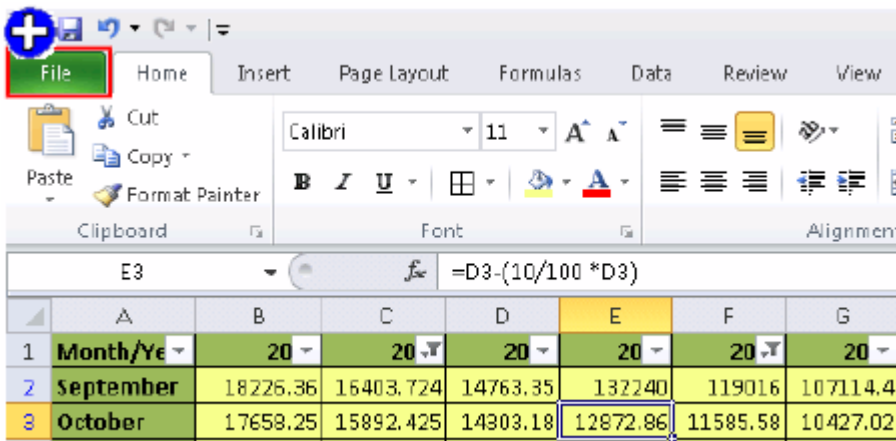 File Home Insert Page Layout Formulas Data Review View
Cut
Calibri 11 A A
Copy
Paste
Format Painter
B I U A
Clipboard Font Alignmen
E3 fx =D3-(10/100 *D3)
A B C D E F G
1 Month/Ye 20 20 20 20 20 20
2 September 18226.36 16403.724 14763.35 132240 119016 107114.4
3 October 17658.25 15892.425 14303.18 12872.86 11585.58 10427.02